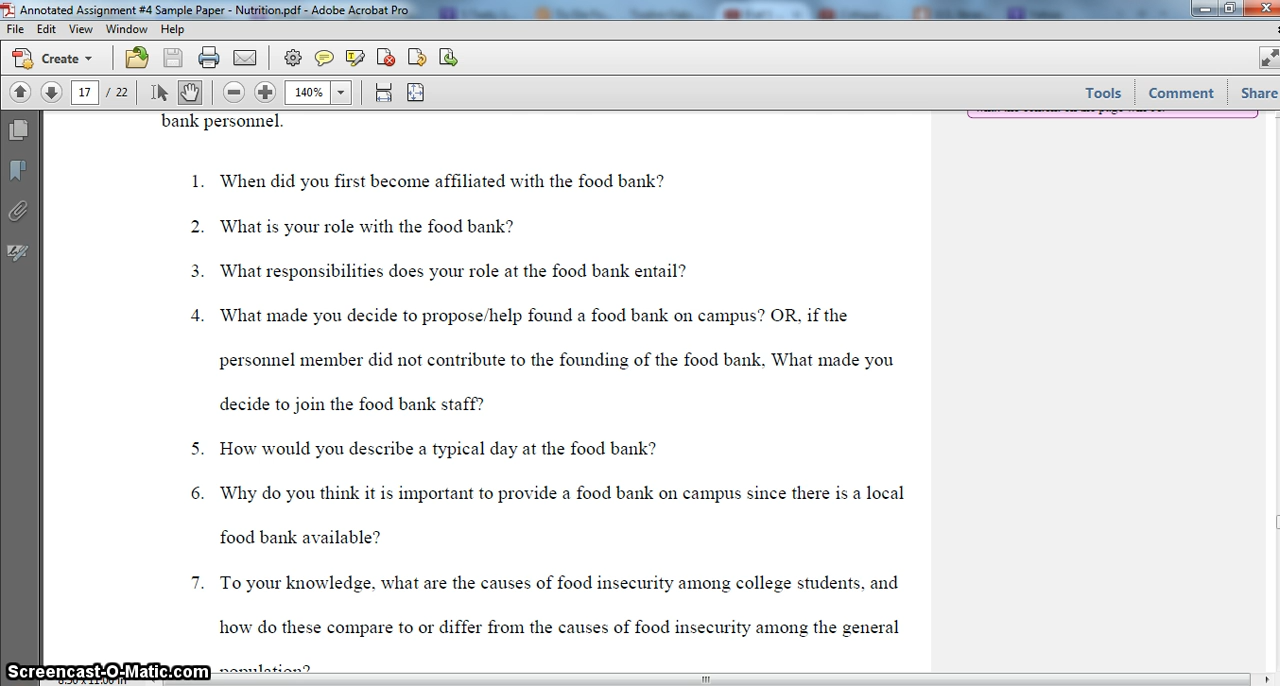 Annotated Assignment #4 Sample Paper - Nutrition.pdf - Adobe Acrobat Pro
File Edit View Window Help
Create
17 / 22 140% Tools Comment Share
bank personnel.
1. When did you first become affiliated with the food bank?
2. What is your role with the food bank?
3. What responsibilities does your role at the food bank entail?
4. What made you decide to propose/help found a food bank on campus? OR, if the
personnel member did not contribute to the founding of the food bank, What made you
decide to join the food bank staff?
5. How would you describe a typical day at the food bank?
6. Why do you think it is important to provide a food bank on campus since there is a local
food bank available?
7. To your knowledge, what are the causes of food insecurity among college students, and
how do these compare to or differ from the causes of food insecurity among the general
population?
Screencast-O-Matic.com
8.50 x 11.00 in